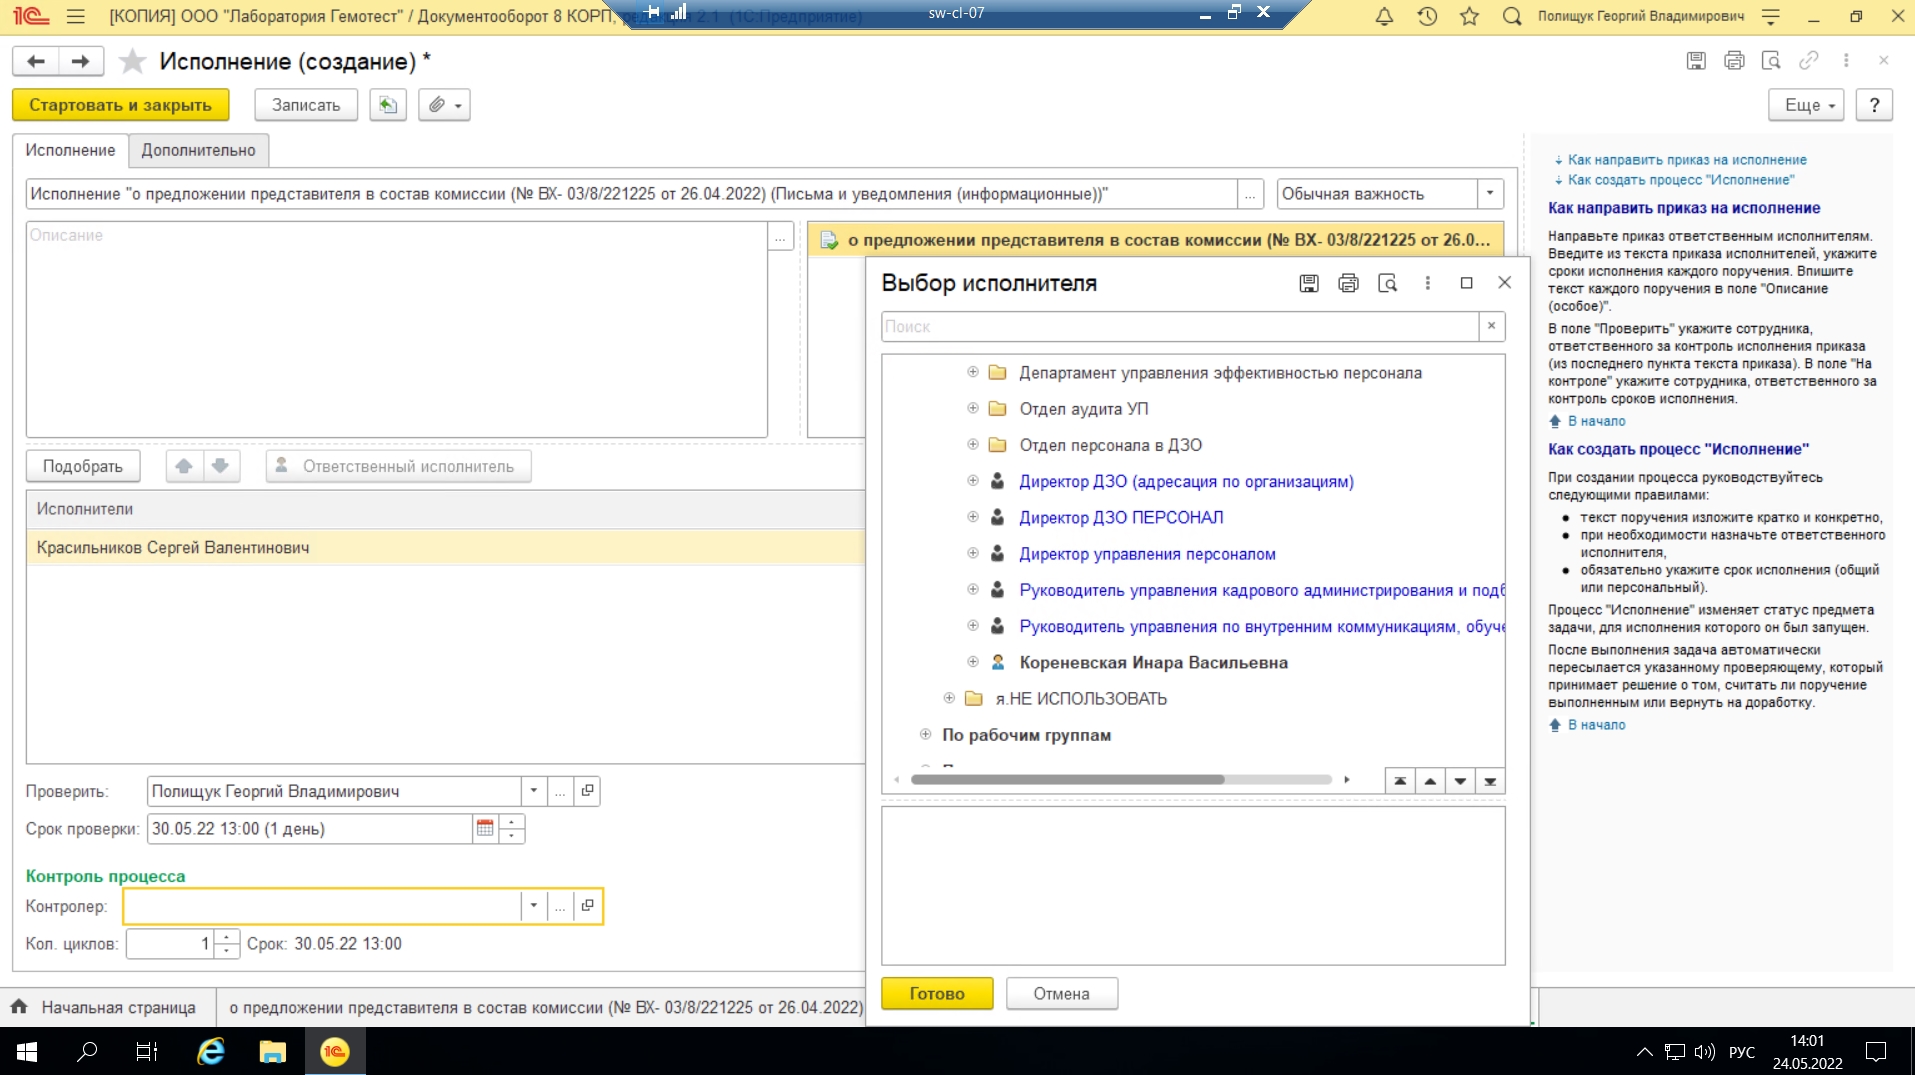 [КОПИЯ] ООО "Лаборатория Гемотест" / Документооборот 8 КОРП, редакция 2.1 (1С:Предприятие)
sw-cl-07
Полищук Георгий Владимирович
Исполнение (создание) *
Стартовать и закрыть
Записать
Еще
?
Исполнение
Дополнительно
Исполнение "о предложении представителя в состав комиссии (№ ВХ- 03/8/221225 от 26.04.2022) (Письма и уведомления (информационные))"
...
Обычная важность
Описание
...
о предложении представителя в состав комиссии (№ ВХ- 03/8/221225 от 26.0...
Подобрать
Ответственный исполнитель
Исполнители
Красильников Сергей Валентинович
Проверить:
Полищук Георгий Владимирович
...
Срок проверки:
30.05.22 13:00 (1 день)
Контроль процесса
Контролер:
...
Кол. циклов:
1
Срок: 30.05.22 13:00
Выбор исполнителя
Поиск
×
Департамент управления эффективностью персонала
Отдел аудита УП
Отдел персонала в ДЗО
Директор ДЗО (адресация по организациям)
Директор ДЗО ПЕРСОНАЛ
Директор управления персоналом
Руководитель управления кадрового администрирования и подб
Руководитель управления по внутренним коммуникациям, обуче
Кореневская Инара Васильевна
я.НЕ ИСПОЛЬЗОВАТЬ
По рабочим группам
Готово
Отмена
Как направить приказ на исполнение
Как создать процесс "Исполнение"
Как направить приказ на исполнение
Направьте приказ ответственным исполнителям.
Введите из текста приказа исполнителей, укажите
сроки исполнения каждого поручения. Впишите
текст каждого поручения в поле "Описание
(особое)".
В поле "Проверить" укажите сотрудника,
ответственного за контроль исполнения приказа
(из последнего пункта текста приказа). В поле "На
контроле" укажите сотрудника, ответственного за
контроль сроков исполнения.
В начало
Как создать процесс "Исполнение"
При создании процесса руководствуйтесь
следующими правилами:
● текст поручения изложите кратко и конкретно,
● при необходимости назначьте ответственного
исполнителя,
● обязательно укажите срок исполнения (общий
или персональный).
Процесс "Исполнение" изменяет статус предмета
задачи, для исполнения которого он был запущен.
После выполнения задача автоматически
пересылается указанному проверяющему, который
принимает решение о том, считать ли поручение
выполненным или вернуть на доработку.
В начало
Начальная страница
о предложении представителя в состав комиссии (№ ВХ- 03/8/221225 от 26.04.2022)
РУС
14:01
24.05.2022